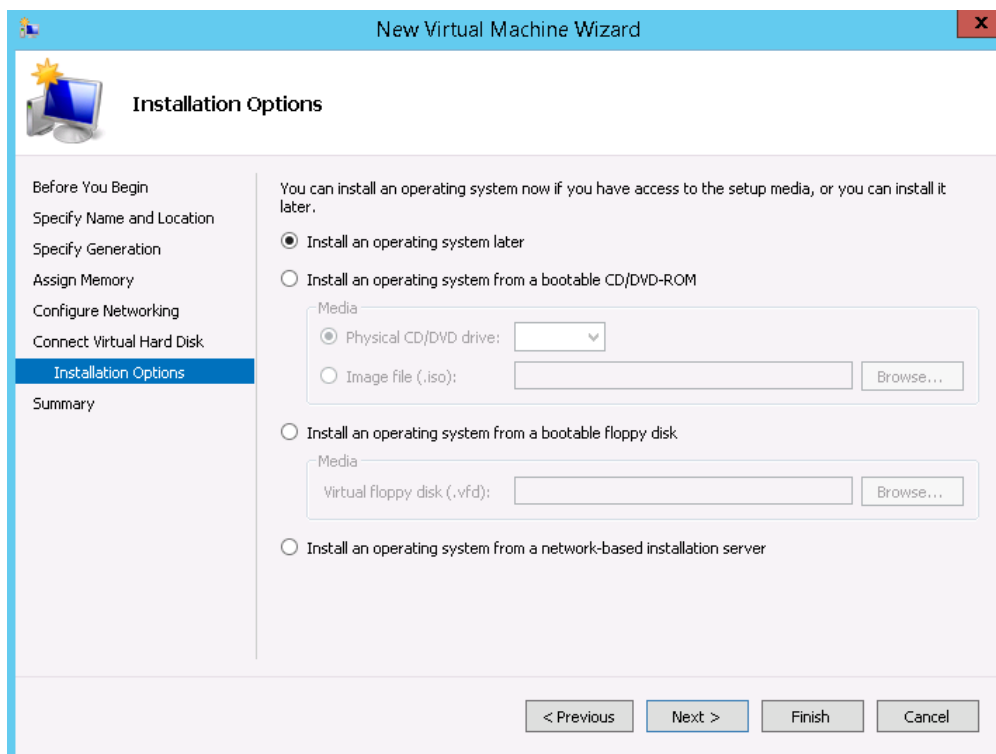 New Virtual Machine Wizard
x
Installation Options
Before You Begin
Specify Name and Location
Specify Generation
Assign Memory
Configure Networking
Connect Virtual Hard Disk
Installation Options
Summary
You can install an operating system now if you have access to the setup media, or you can install it
later.
Install an operating system later
Install an operating system from a bootable CD/DVD-ROM
Media
Physical CD/DVD drive:
Image file (.iso):
Browse...
Install an operating system from a bootable floppy disk
Media
Virtual floppy disk (.vfd):
Browse...
Install an operating system from a network-based installation server
< Previous
Next >
Finish
Cancel